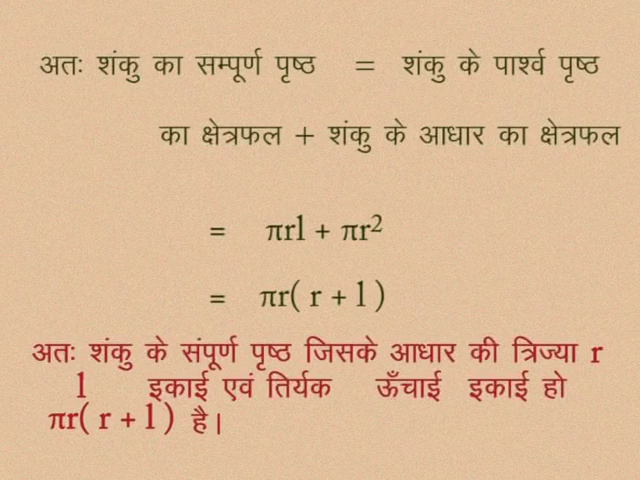 अतः शंकु का सम्पूर्ण पृष्ठ = शंकु के पार्श्व पृष्ठ
का क्षेत्रफल + शंकु के आधार का क्षेत्रफल
= πrl + πr²
= πr( r + l )
अतः शंकु के संपूर्ण पृष्ठ जिसके आधार की त्रिज्या r
l इकाई एवं तिर्यक ऊँचाई इकाई हो
πr( r + l ) है।